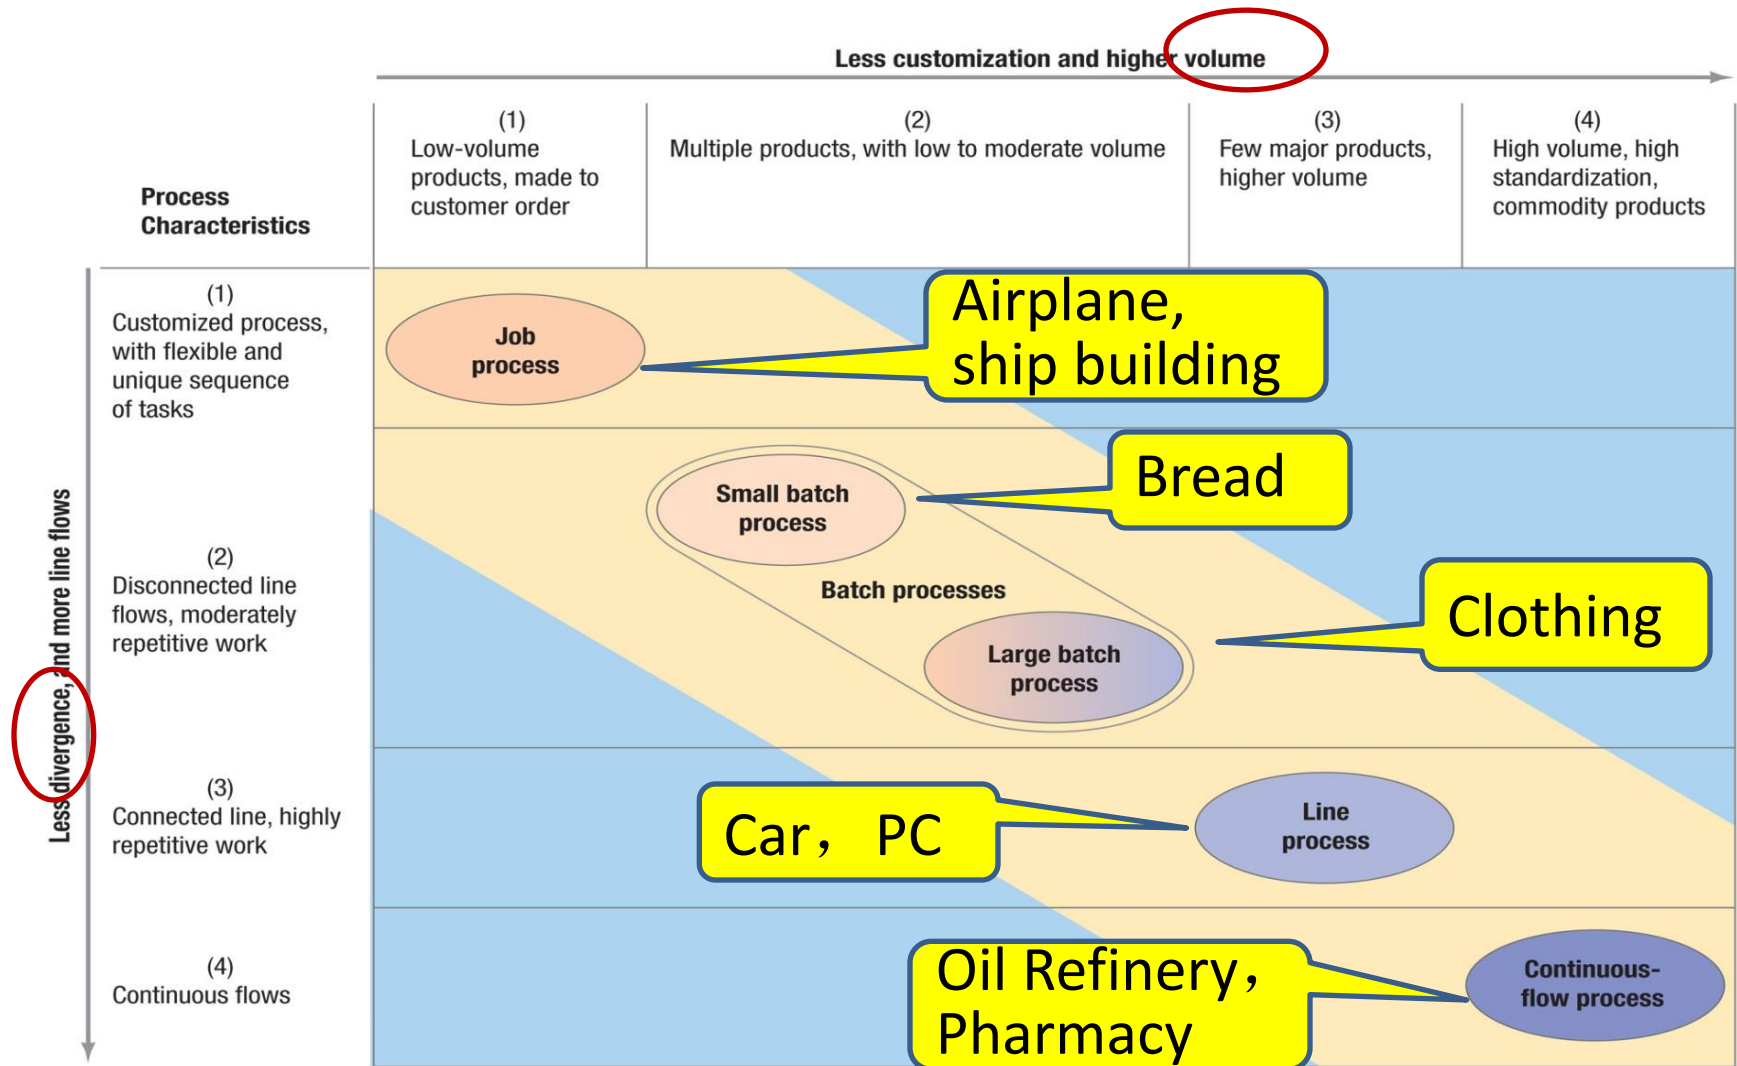 Less customization and higher volume
(1)
Low-volume
products, made to
customer order
(2)
Multiple products, with low to moderate volume
(3)
Few major products,
higher volume
(4)
High volume, high
standardization,
commodity products
Process
Characteristics
Less divergence, and more line flows
(1)
Customized process,
with flexible and
unique sequence
of tasks
Job
process
Airplane,
ship building
(2)
Disconnected line
flows, moderately
repetitive work
Small batch
process
Bread
Batch processes
Large batch
process
Clothing
(3)
Connected line, highly
repetitive work
Car，PC
Line
process
(4)
Continuous flows
Oil Refinery，
Pharmacy
Continuous-
flow process